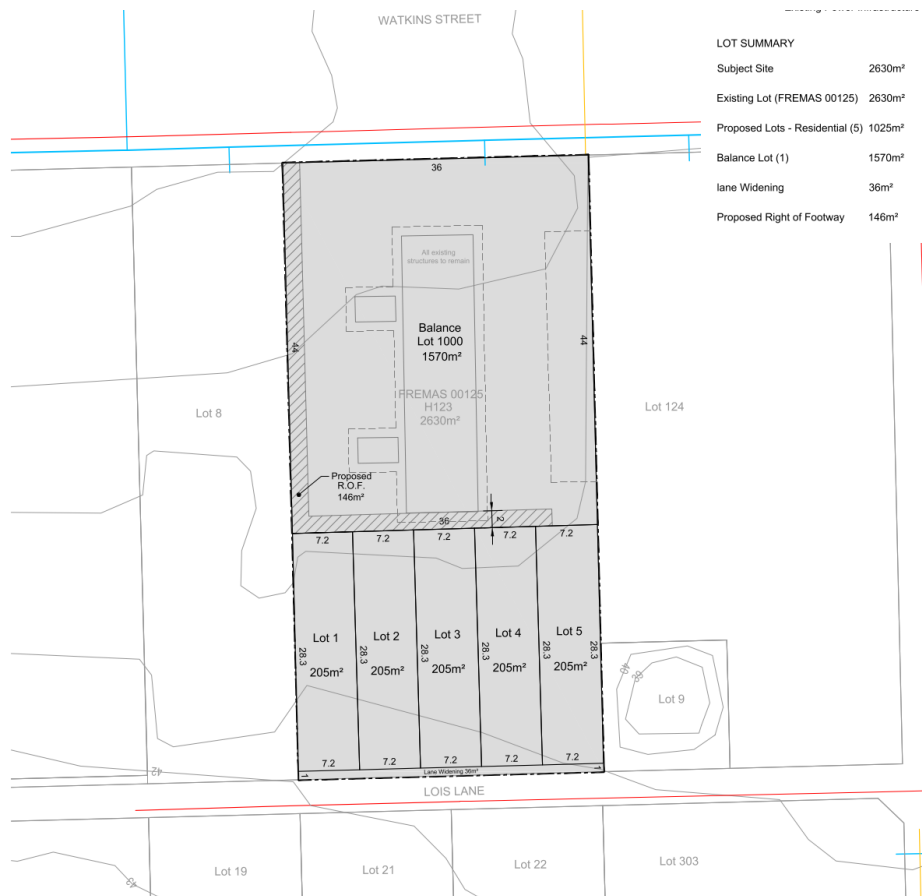 WATKINS STREET
LOT SUMMARY
Subject Site 2630m²
Existing Lot (FREMAS 00125) 2630m²
Proposed Lots - Residential (5) 1025m²
Balance Lot (1) 1570m²
lane Widening 36m²
Proposed Right of Footway 146m²
36
All existing
structures to remain
Balance
Lot 1000
1570m²
44
44
FREMAS 00125
H123
2630m²
Lot 8
Lot 124
Proposed
R.O.F.
146m²
36
2
7.2 7.2 7.2 7.2 7.2
Lot 1 Lot 2 Lot 3 Lot 4 Lot 5
28.3 28.3 28.3 28.3 28.3 28.3
205m² 205m² 205m² 205m² 205m²
40
39
Lot 9
7.2 7.2 7.2 7.2 7.2
1 Lane Widening 36m² 1
42
LOIS LANE
Lot 19 Lot 21 Lot 22 Lot 303
43